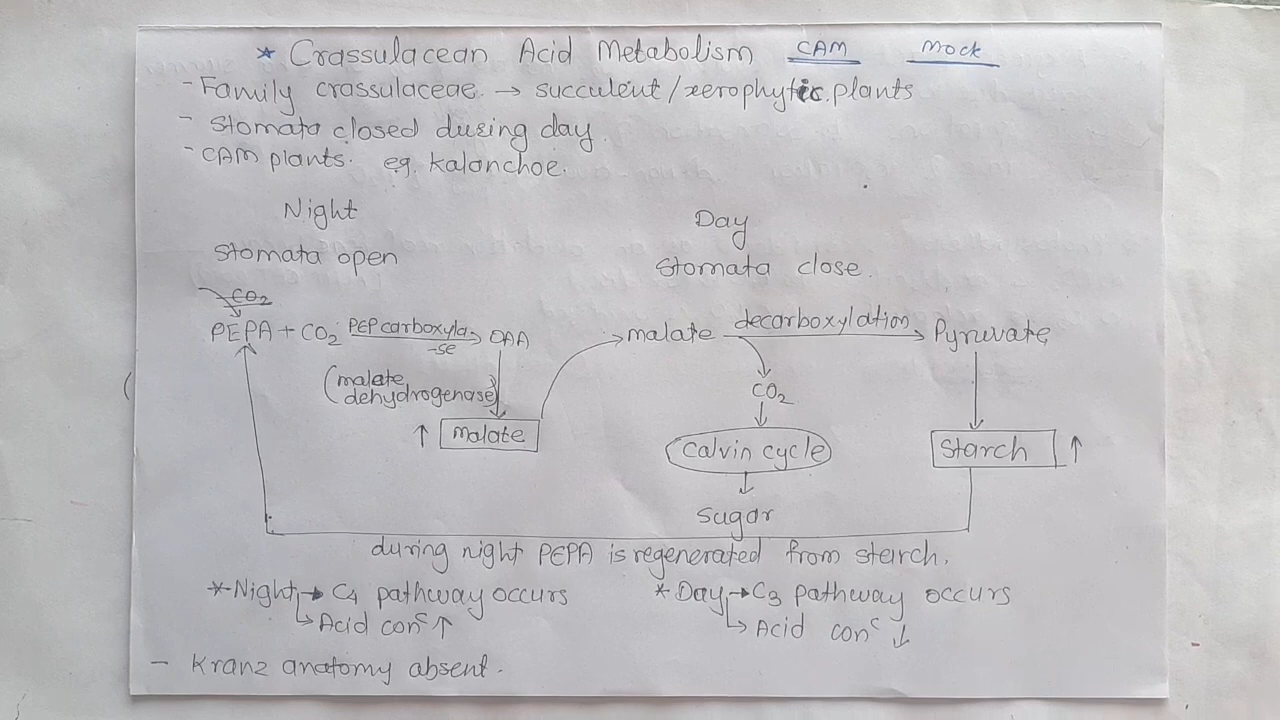 * Crassulacean Acid Metabolism CAM Mock
- Family crassulaceae. → succulent/xerophytic plants
- Stomata closed during day.
- CAM plants. eg. Kalanchoe.
Night
Day
Stomata open
Stomata close.
CO2
PEPA + CO2 PEP carboxyla-se → OAA
(malate dehydrogenase)
↑ Malate
→ malate decarboxylation → Pyruvate
CO2
Calvin cycle
Starch ↑
Sugar
during night PEPA is regenerated from starch.
* Night → C4 pathway occurs
↳ Acid conc ↑
* Day → C3 pathway occurs
↳ Acid conc ↓
- Kranz anatomy absent.